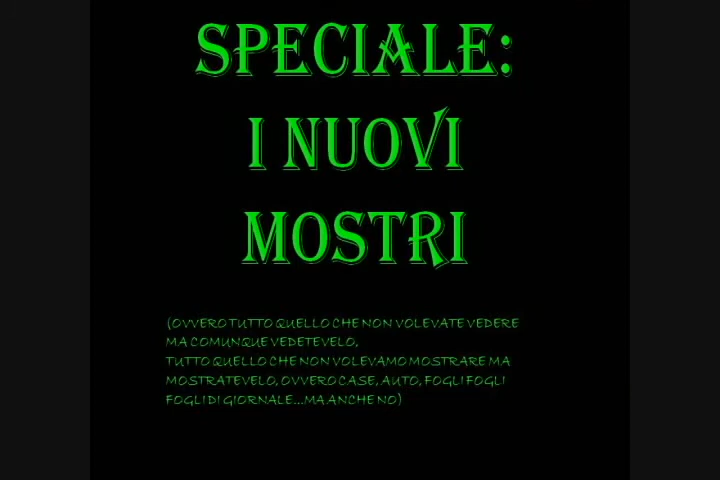 SPECIALE:
I NUOVI
MOSTRI
(OVVERO TUTTO QUELLO CHE NON VOLEVATE VEDERE
MA COMUNQUE VEDETEVELO,
TUTTO QUELLO CHE NON VOLEVAMO MOSTRARE MA
MOSTRATEVELO, OVVERO CASE, AUTO, FOGLI FOGLI
FOGLI DI GIORNALE...MA ANCHE NO)